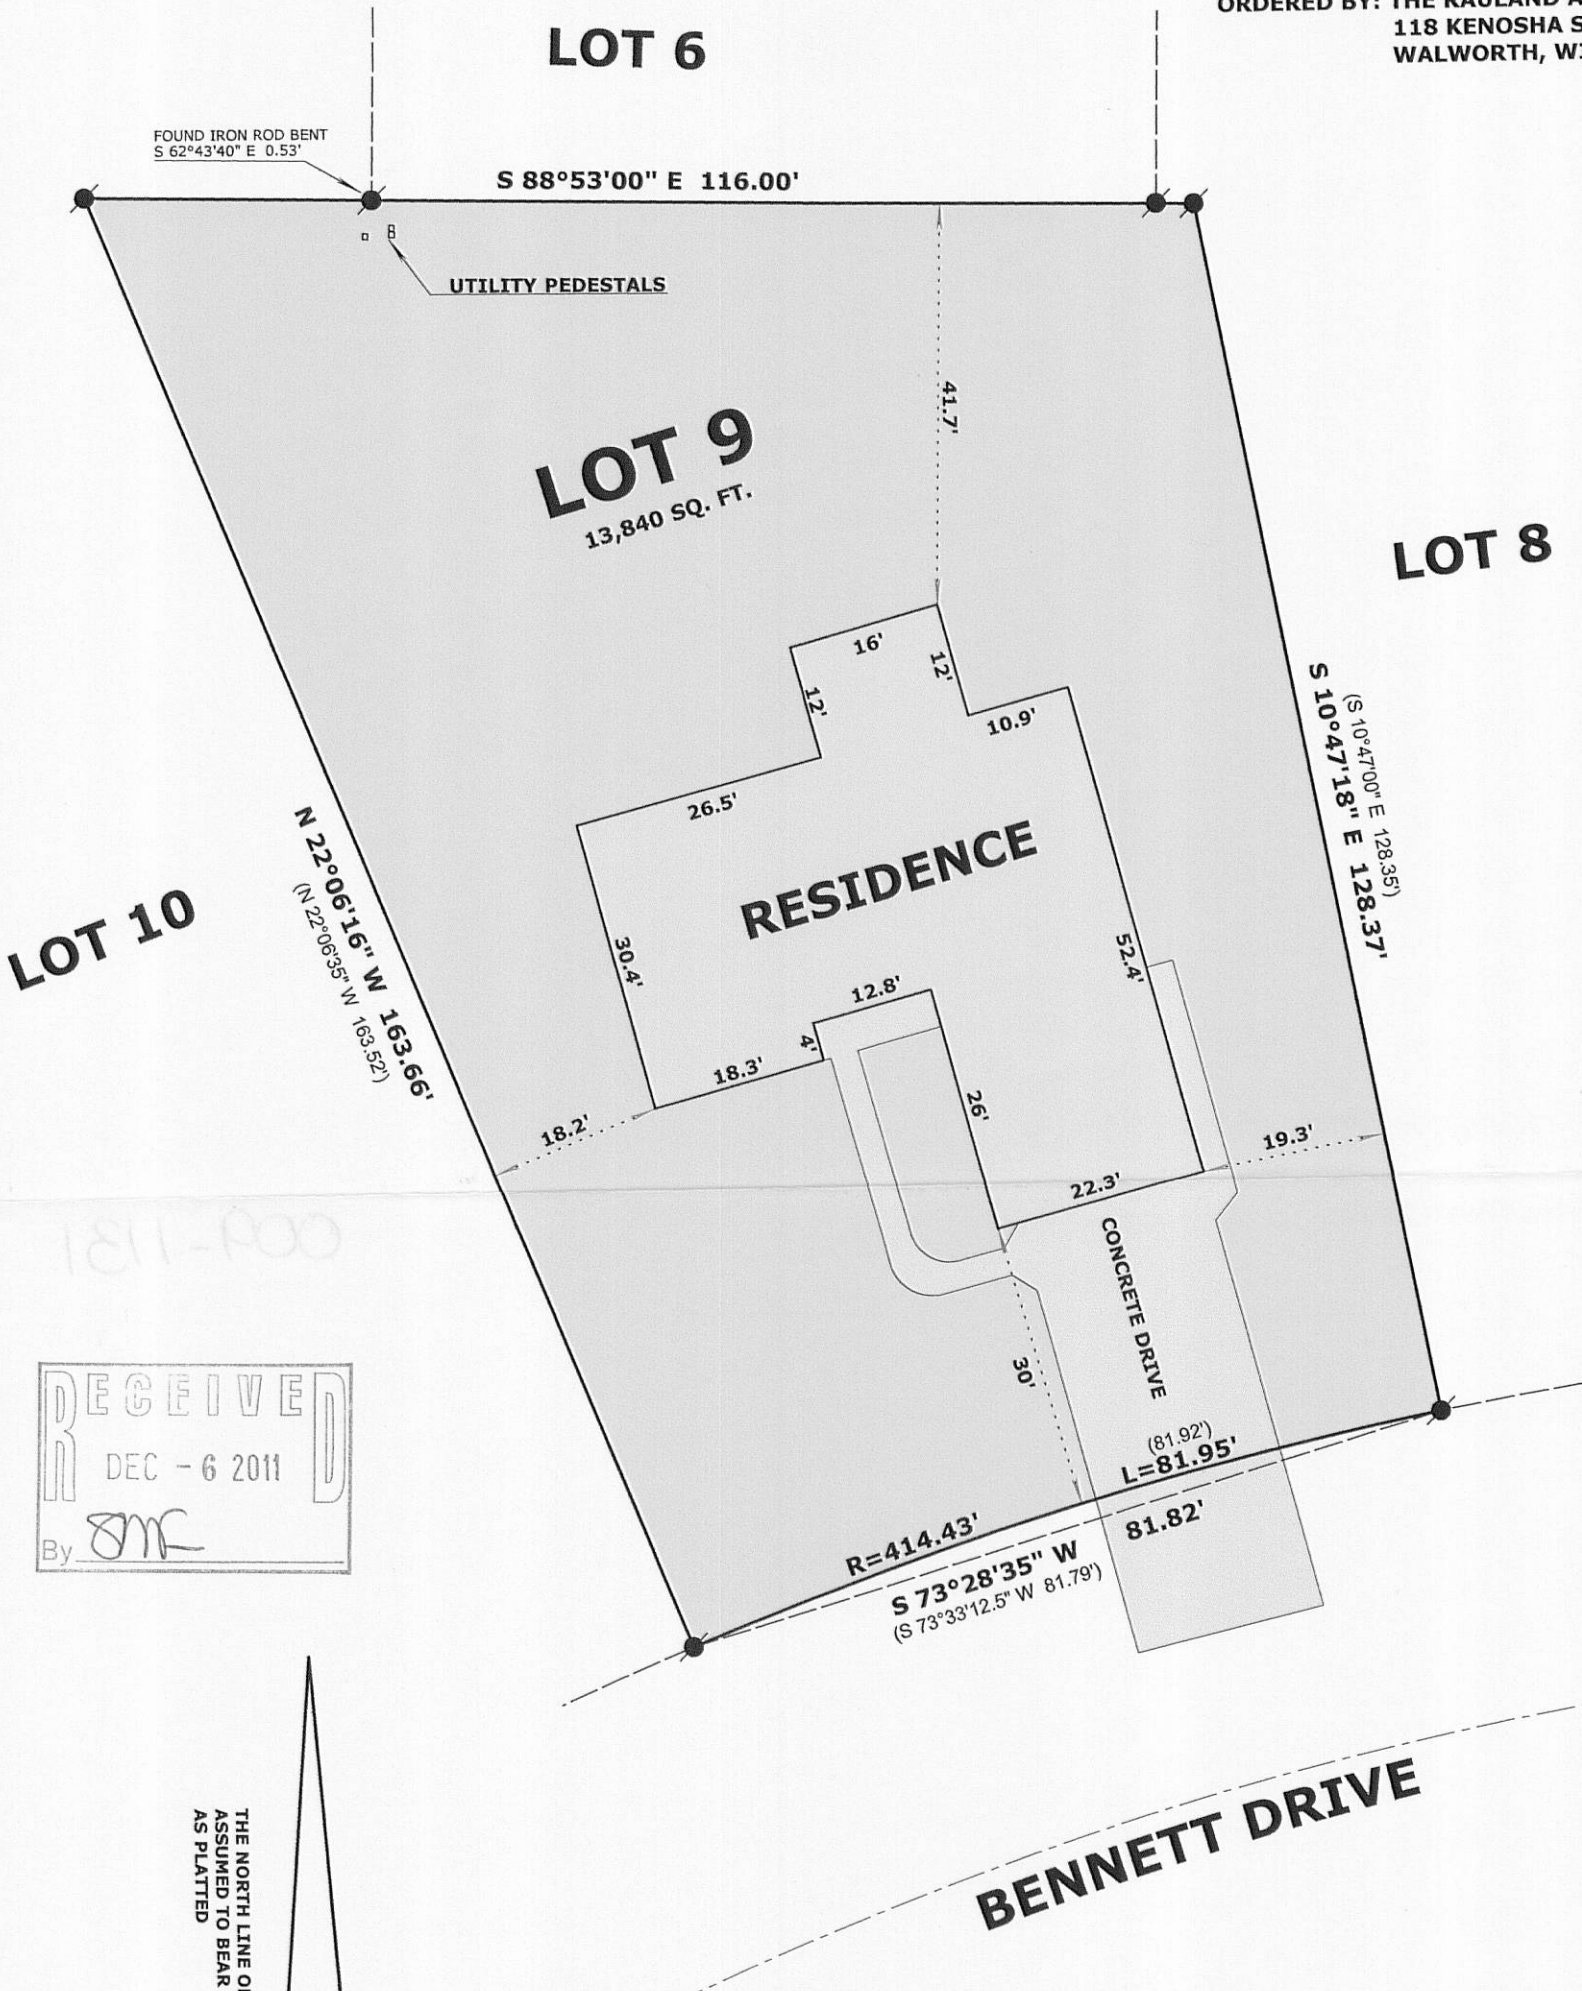 ORDERED BY: THE RAULAND A
118 KENOSHA S
WALWORTH, WI
LOT 6
FOUND IRON ROD BENT
S 62°43'40" E 0.53'
S 88°53'00" E 116.00'
UTILITY PEDESTALS
41.7'
LOT 9
13,840 SQ. FT.
LOT 8
16'
12'
12'
10.9'
26.5'
S 10°47'18" E 128.37'
(S 10°47'00" E 128.35')
RESIDENCE
N 22°06'16" W 163.66'
(N 22°06'35" W 163.52')
LOT 10
30.4'
52.4'
12.8'
4'
18.3'
26'
18.2'
19.3'
22.3'
CONCRETE DRIVE
30'
(81.92')
L=81.95'
R=414.43'
81.82'
S 73°28'35" W
(S 73°33'12.5" W 81.79')
009-1131
RECEIVED
DEC - 6 2011
By
BENNETT DRIVE
THE NORTH LINE OF
ASSUMED TO BEAR
AS PLATTED